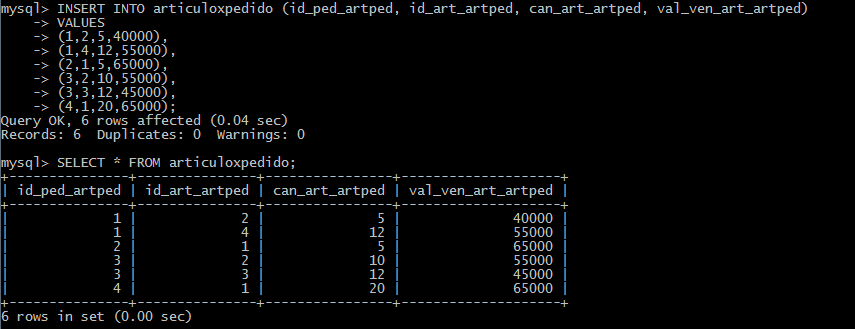 mysql> INSERT INTO articuloxpedido (id_ped_artped, id_art_artped, can_art_artped, val_ven_art_artped)
    -> VALUES
    -> (1,2,5,40000),
    -> (1,4,12,55000),
    -> (2,1,5,65000),
    -> (3,2,10,55000),
    -> (3,3,12,45000),
    -> (4,1,20,65000);
Query OK, 6 rows affected (0.04 sec)
Records: 6  Duplicates: 0  Warnings: 0

mysql> SELECT * FROM articuloxpedido;
+---------------+---------------+----------------+--------------------+
| id_ped_artped | id_art_artped | can_art_artped | val_ven_art_artped |
+---------------+---------------+----------------+--------------------+
|             1 |             2 |              5 |              40000 |
|             1 |             4 |             12 |              55000 |
|             2 |             1 |              5 |              65000 |
|             3 |             2 |             10 |              55000 |
|             3 |             3 |             12 |              45000 |
|             4 |             1 |             20 |              65000 |
+---------------+---------------+----------------+--------------------+
6 rows in set (0.00 sec)